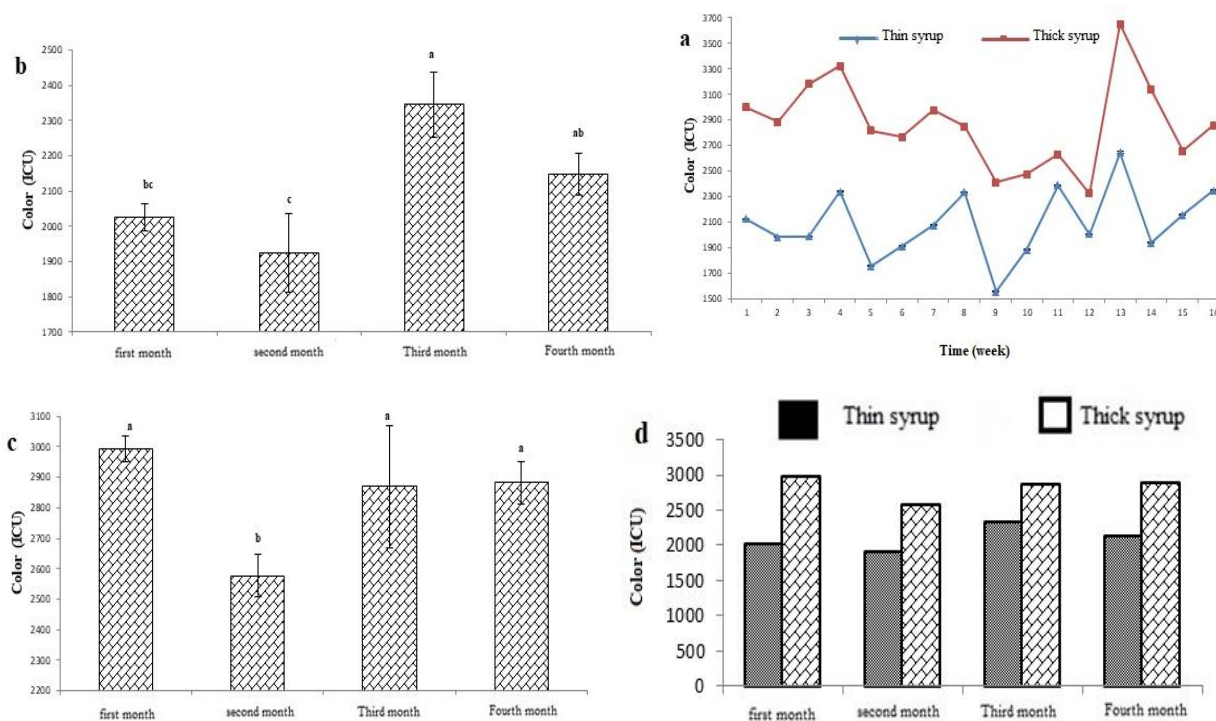 b
Color (ICU)
2500
2400
2300
2200
2100
2000
1900
1800
1700
bc
c
a
ab
first month
second month
Third month
Fourth month
a
Thin syrup
Thick syrup
Color (ICU)
3700
3500
3300
3100
2900
2700
2500
2300
2100
1900
1700
1500
1 2 3 4 5 6 7 8 9 10 11 12 13 14 15 16
Time (week)
c
Color (ICU)
3100
3000
2900
2800
2700
2600
2500
2400
2300
2200
a
b
a
a
first month
second month
Third month
Fourth month
d
Thin syrup
Thick syrup
Color (ICU)
3500
3000
2500
2000
1500
1000
500
0
first month
second month
Third month
Fourth month